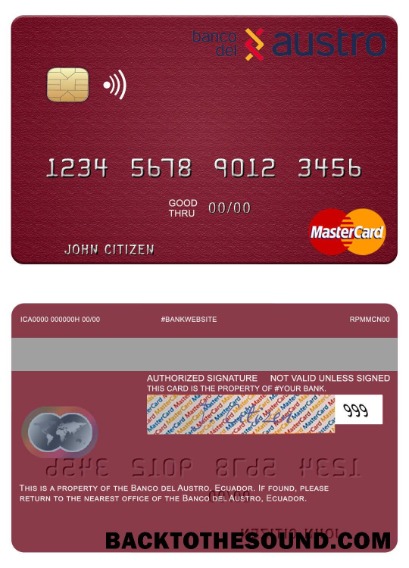 banco del austro
1234 5678 9012 3456
GOOD THRU 00/00
MasterCard
JOHN CITIZEN
ICA0000 000000H 00/00 #BANKWEBSITE RPMMCN00
AUTHORIZED SIGNATURE NOT VALID UNLESS SIGNED
THIS CARD IS THE PROPERTY OF #YOUR BANK.
999
THIS IS A PROPERTY OF THE BANCO DEL AUSTRO. ECUADOR. IF FOUND, PLEASE
RETURN TO THE NEAREST OFFICE OF THE BANCO DEL AUSTRO, ECUADOR.
BACKTOTHESOUND.COM